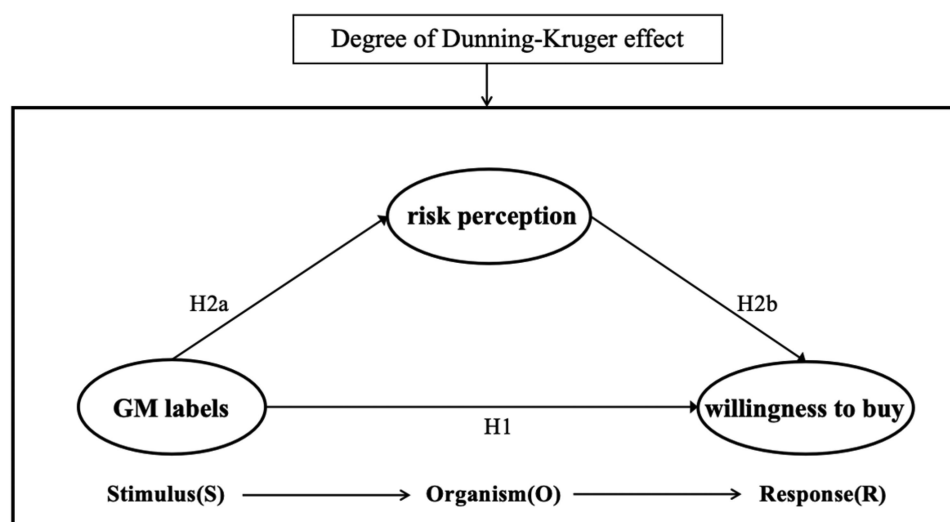 Degree of Dunning-Kruger effect
risk perception
H2a
H2b
GM labels
willingness to buy
H1
Stimulus(S)
Organism(O)
Response(R)